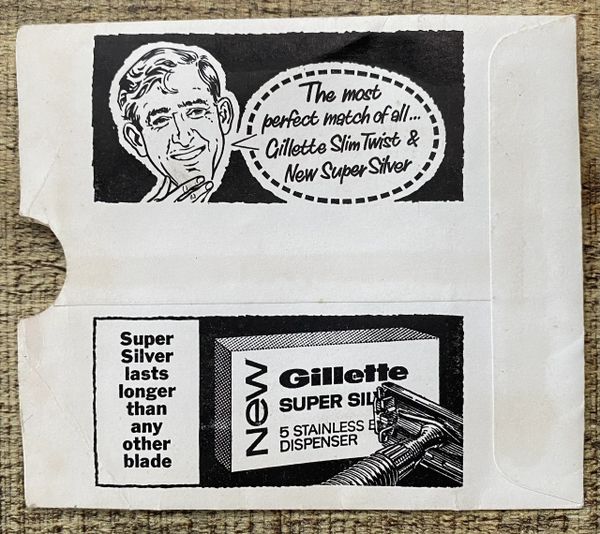 The most
perfect match of all...
Gillette Slim Twist &
New Super Silver
Super
Silver
lasts
longer
than
any
other
blade
New
Gillette
SUPER SIL
5 STAINLESS
DISPENSER